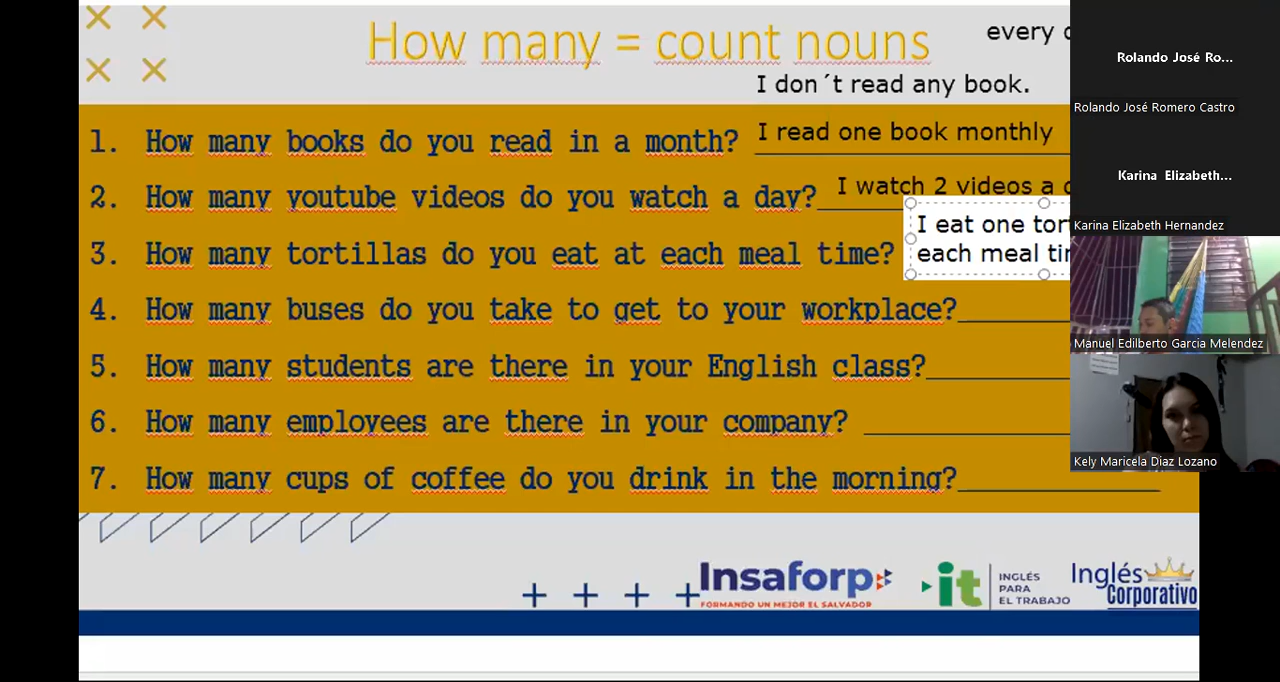 How many = count nouns
every
I don´t read any book.
1. How many books do you read in a month? I read one book monthly
2. How many youtube videos do you watch a day? I watch 2 videos a
3. How many tortillas do you eat at each meal time? I eat one
each meal
4. How many buses do you take to get to your workplace?
5. How many students are there in your English class?
6. How many employees are there in your company?
7. How many cups of coffee do you drink in the morning?
Insaforp
FORMANDO UN MEJOR EL SALVADOR
it
INGLÉS
PARA
EL TRABAJO
Inglés
Corporativo
Rolando José Ro...
Rolando José Romero Castro
Karina Elizabeth...
Karina Elizabeth Hernandez
Manuel Edilberto Garcia Melendez
Kely Maricela Diaz Lozano